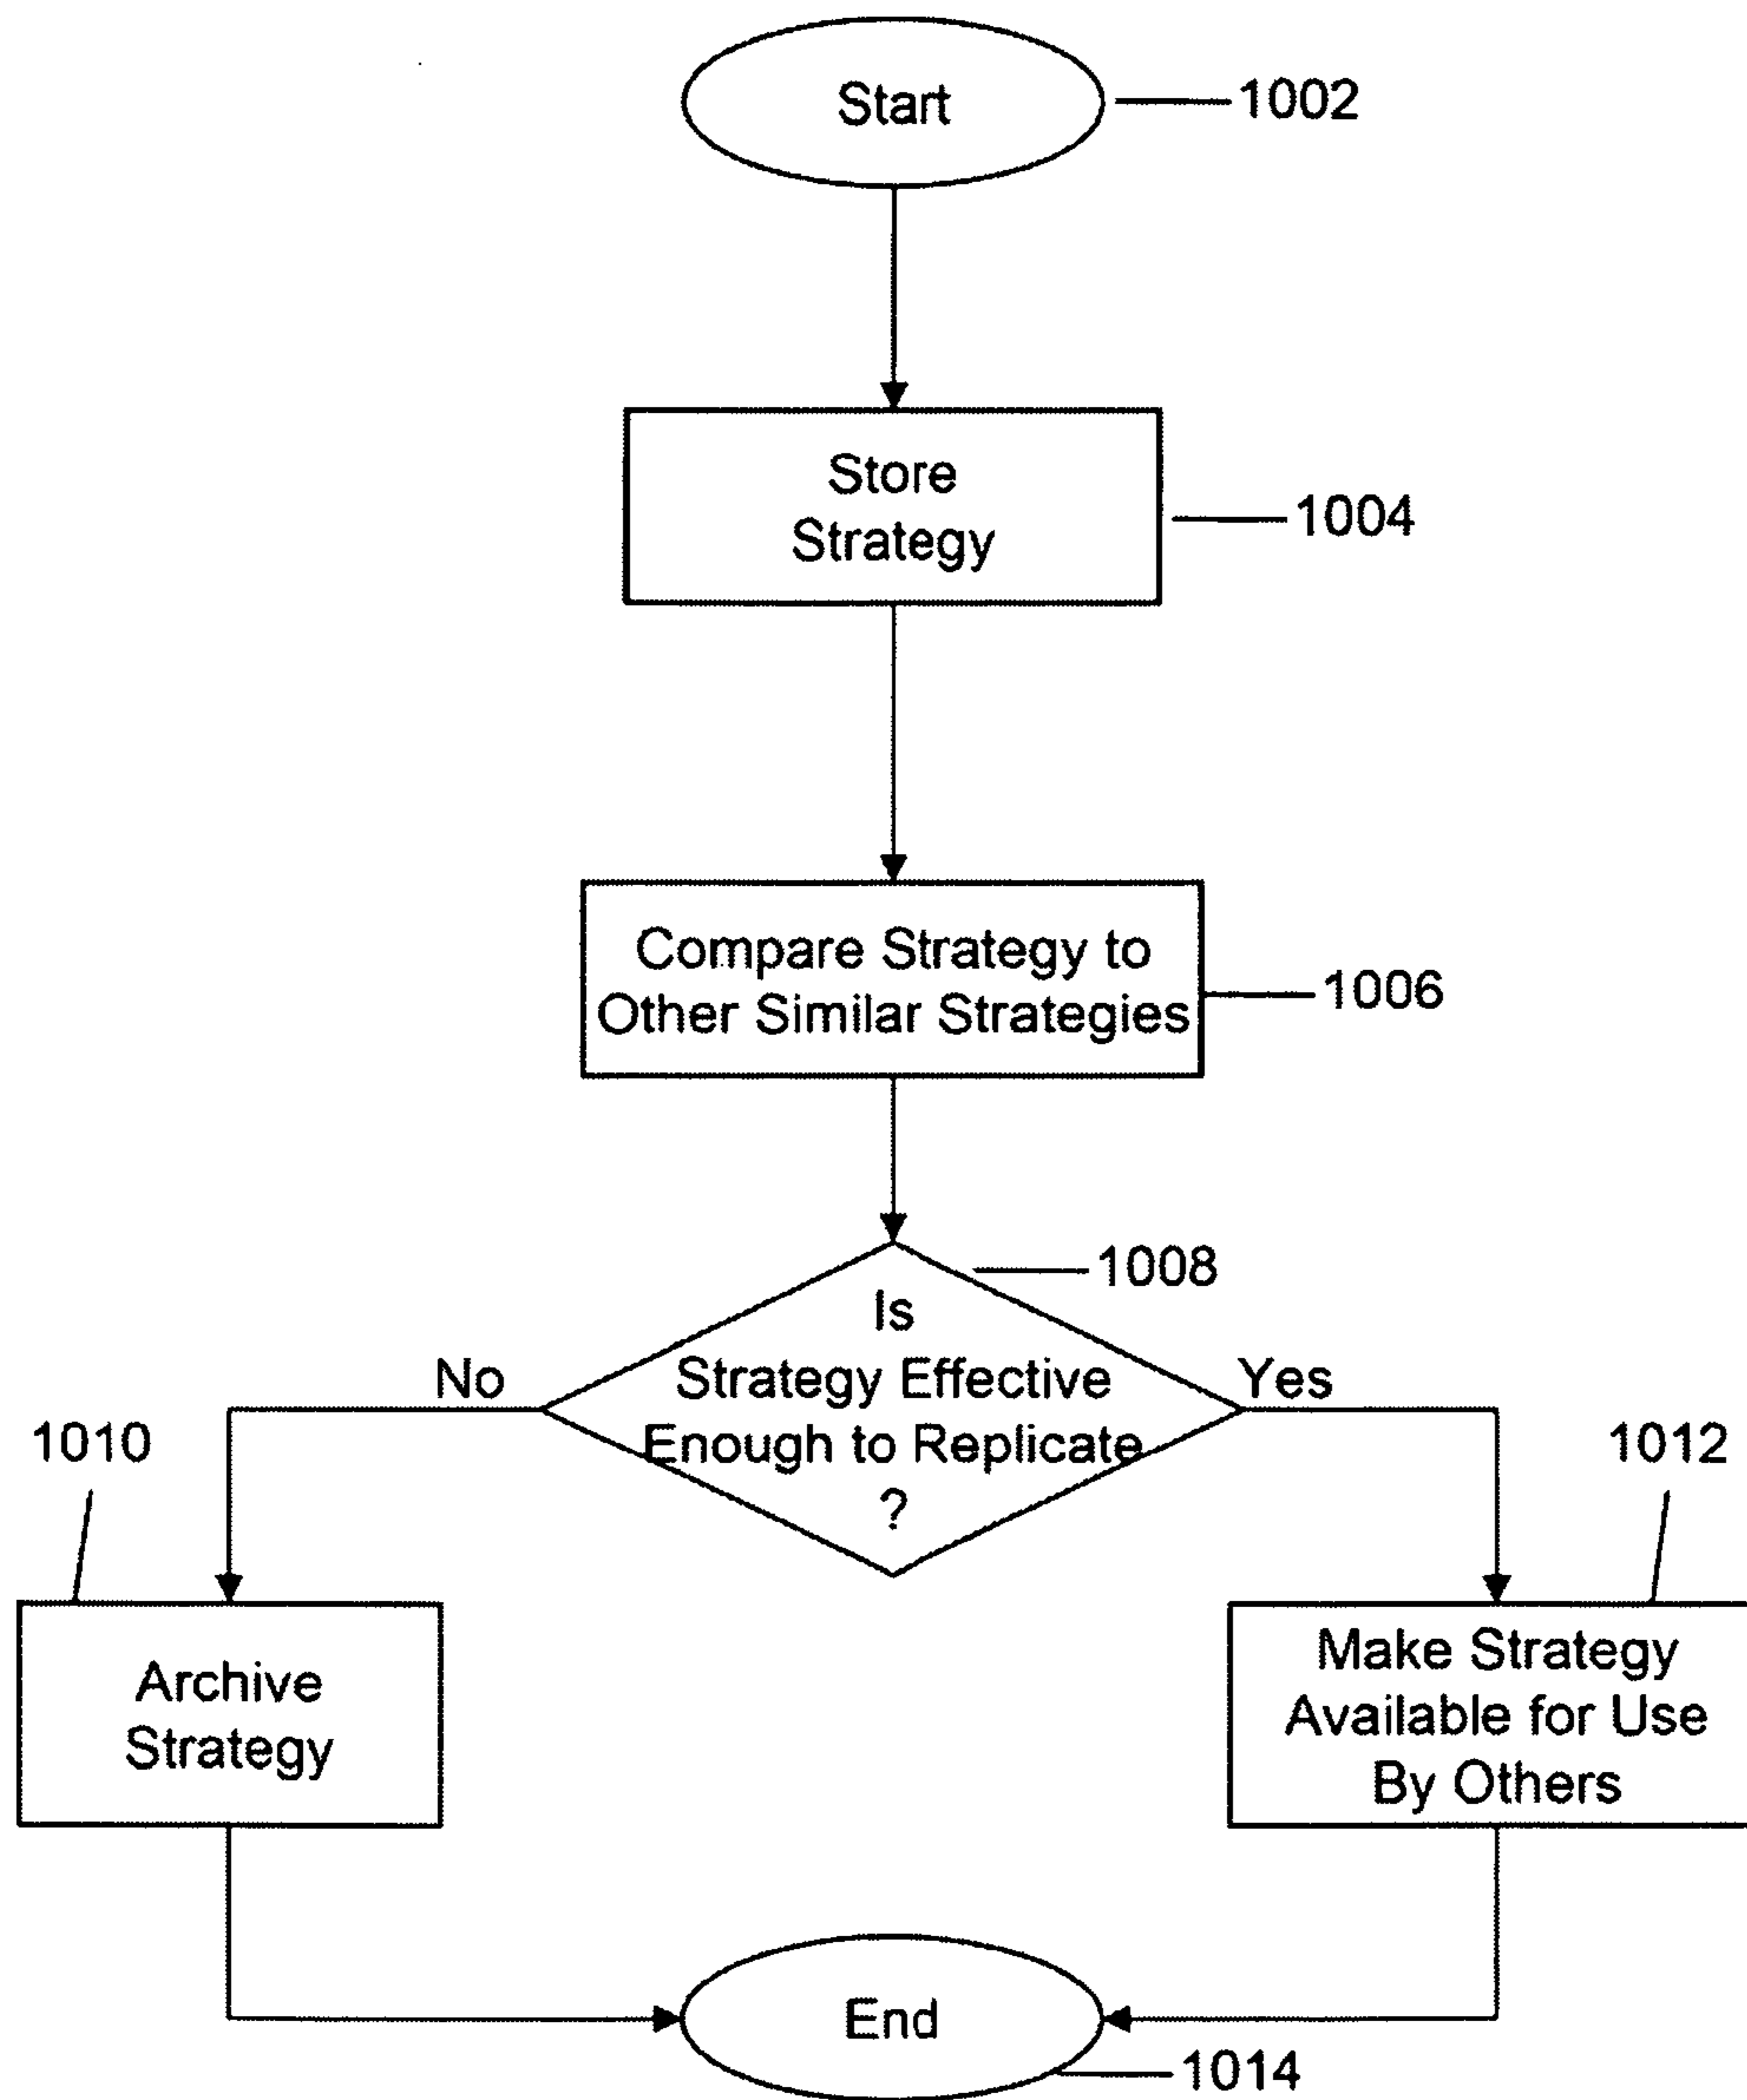 Start
1002
Store
Strategy
1004
Compare Strategy to
Other Similar Strategies
1006
1008
Is
Strategy Effective
Enough to Replicate
?
No
Yes
1010
1012
Archive
Strategy
Make Strategy
Available for Use
By Others
End
1014